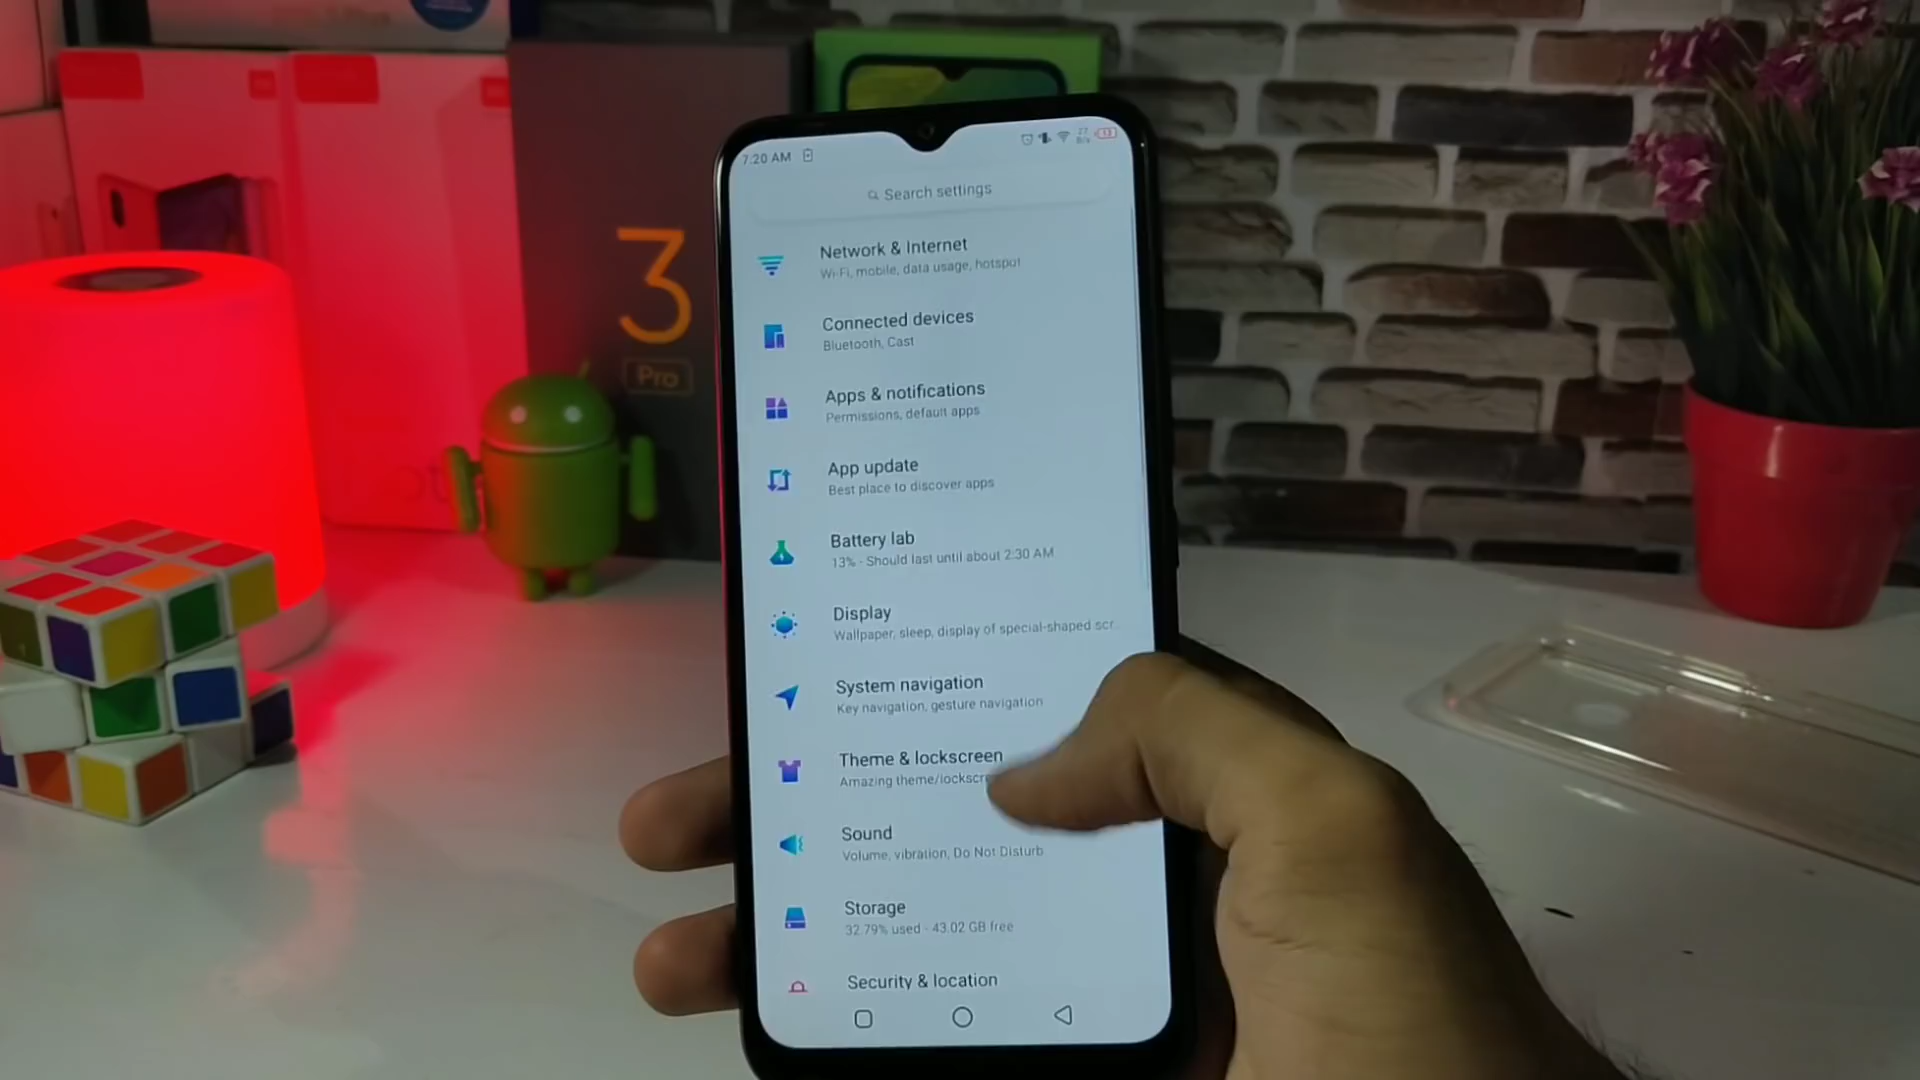 3
Pro
7:20 AM
27
B/s
13
Search settings
Network & Internet
Wi-Fi, mobile, data usage, hotspot
Connected devices
Bluetooth, Cast
Apps & notifications
Permissions, default apps
App update
Best place to discover apps
Battery lab
13% - Should last until about 2:30 AM
Display
Wallpaper, sleep, display of special-shaped scr
System navigation
Key navigation, gesture navigation
Theme & lockscreen
Amazing theme/lockscre
Sound
Volume, vibration, Do Not Disturb
Storage
32.79% used - 43.02 GB free
Security & location